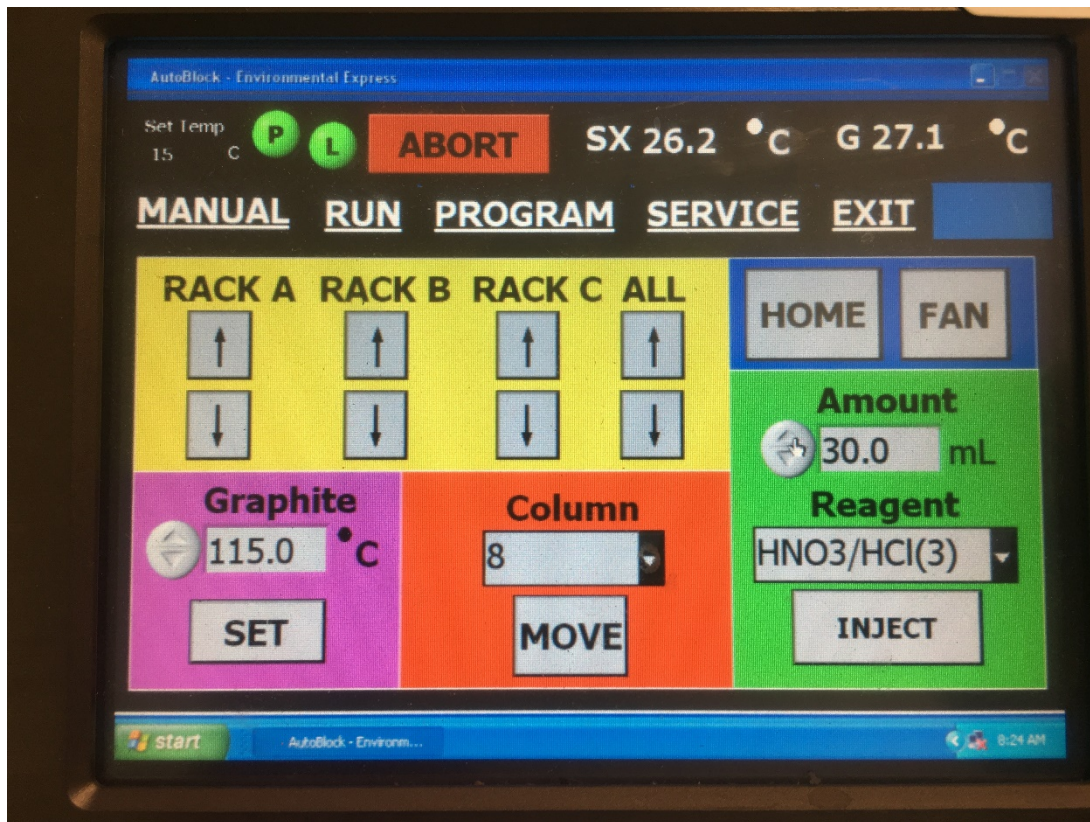 AutoBlock - Environmental Express
Set Temp
15 C
P
L
ABORT
SX 26.2 °C
G 27.1 °C
MANUAL RUN PROGRAM SERVICE EXIT
RACK A RACK B RACK C ALL
HOME
FAN
Amount
30.0 mL
Graphite
115.0 °C
SET
Column
8
MOVE
Reagent
HNO3/HCl(3)
INJECT
start
AutoBlock - Environm...
8:24 AM